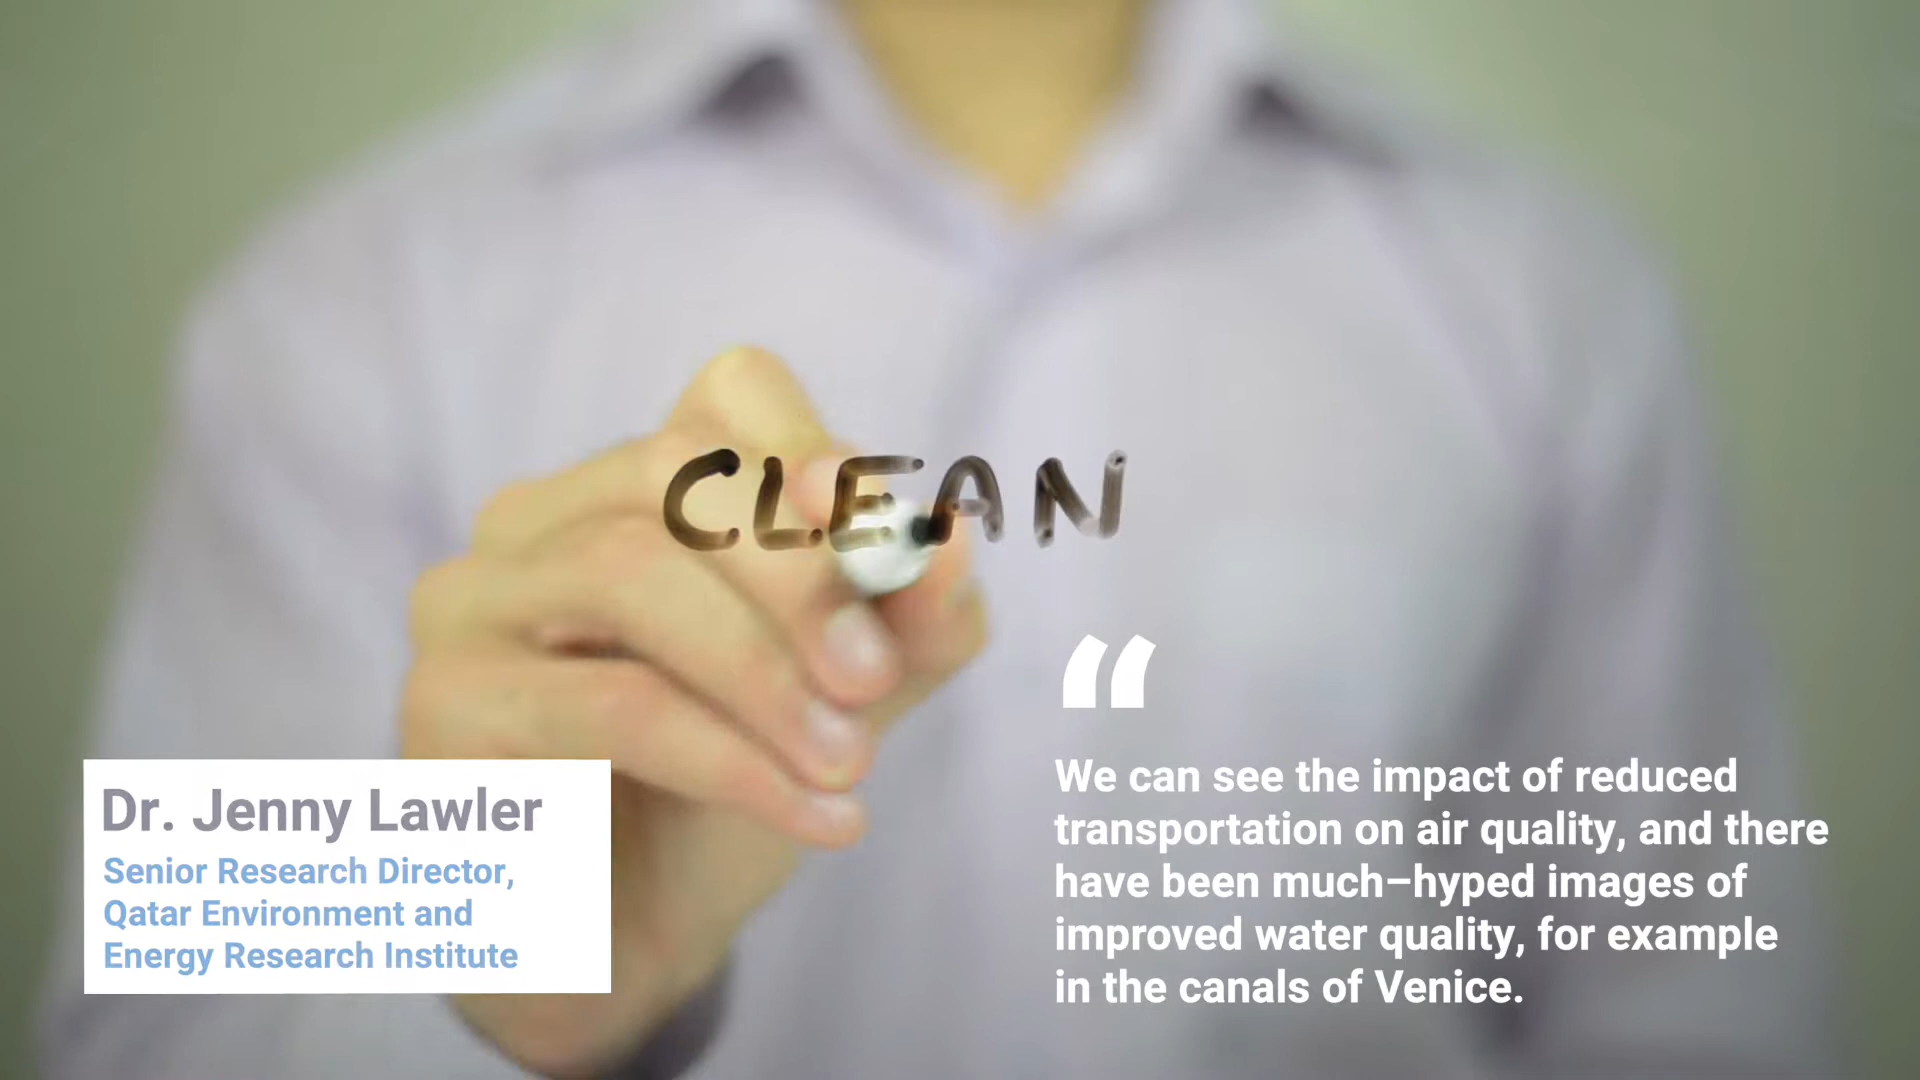 CLEAN
“
We can see the impact of reduced
transportation on air quality, and there
have been much–hyped images of
improved water quality, for example
in the canals of Venice.
Dr. Jenny Lawler
Senior Research Director,
Qatar Environment and
Energy Research Institute